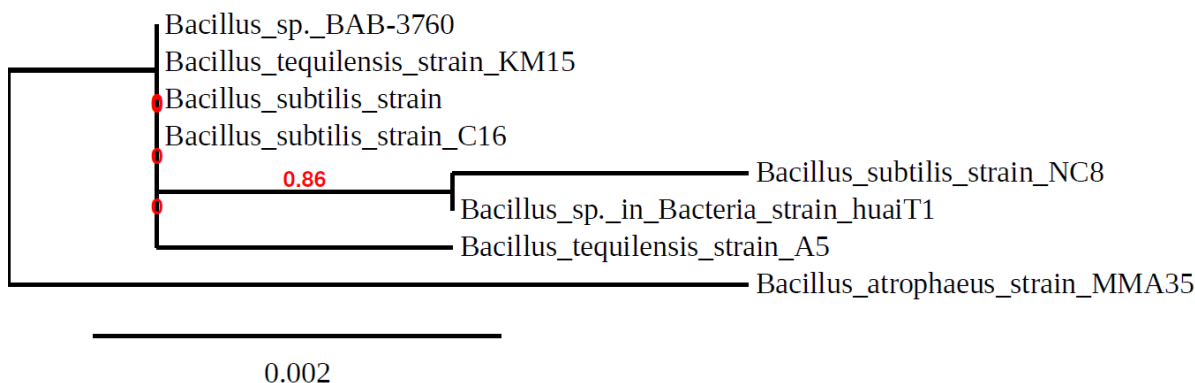 Bacillus_sp._BAB-3760
Bacillus_tequilensis_strain_KM15
0 Bacillus_subtilis_strain
Bacillus_subtilis_strain_C16
0
0.86
Bacillus_subtilis_strain_NC8
0
Bacillus_sp._in_Bacteria_strain_huaiT1
Bacillus_tequilensis_strain_A5
Bacillus_atrophaeus_strain_MMA35
0.002